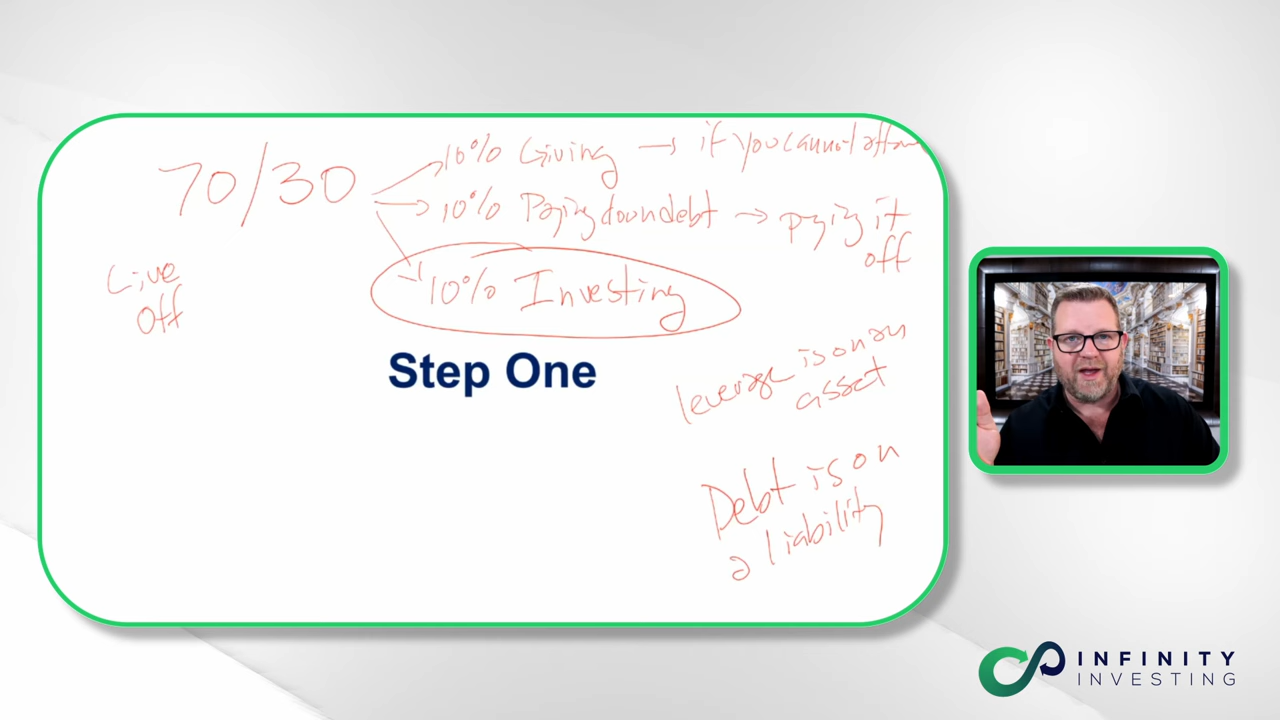 70/30
10% Giving → if you cannot
10% Paying down debt → paying it
off
10% Investing
Live
off
Step One
leverage is on an
asset
Debt is on
a liability
INFINITY
INVESTING